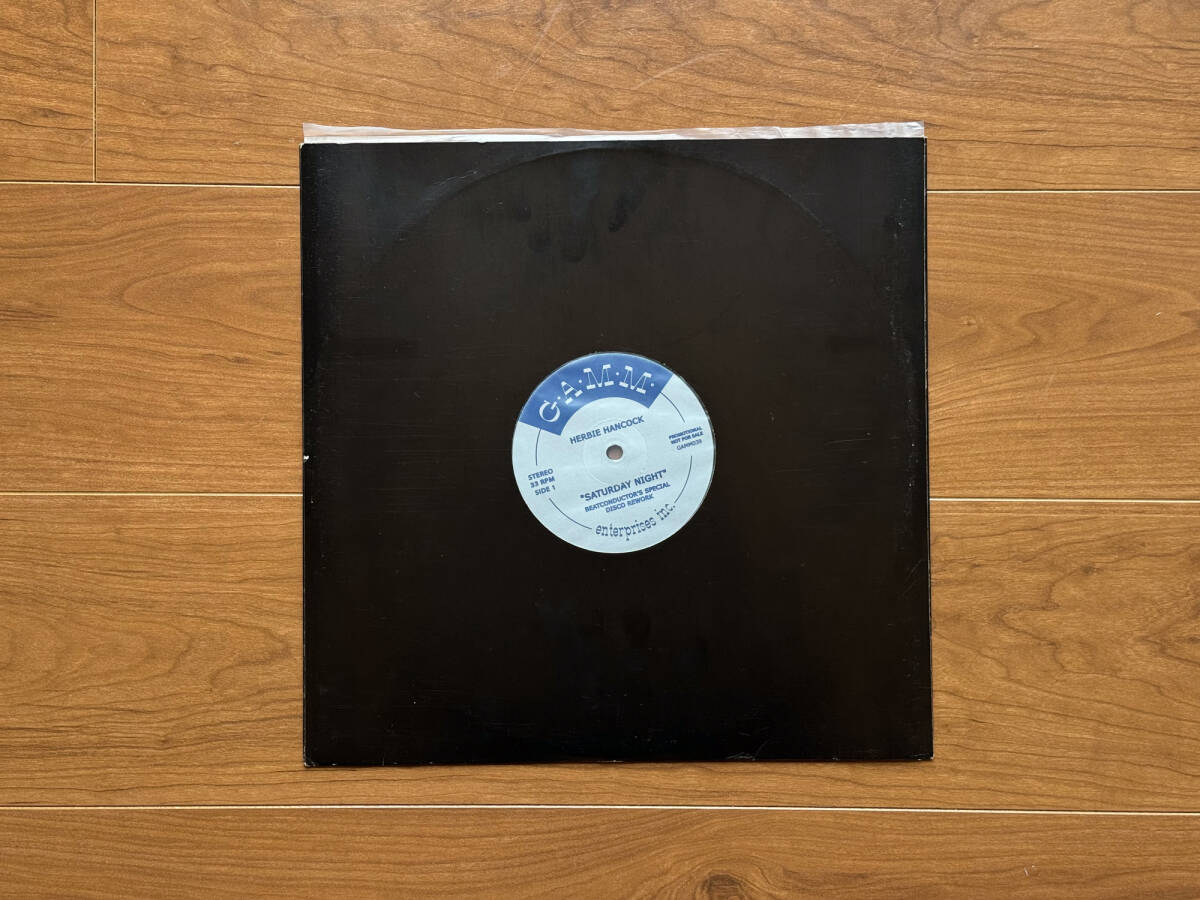 G·A·M·M·
HERBIE HANCOCK
STEREO
33 RPM
SIDE 1
PROMOTIONAL
NOT FOR SALE
GAMM039
"SATURDAY NIGHT"
BEATCONDUCTOR'S SPECIAL
DISCO REWORK
enterprises inc.